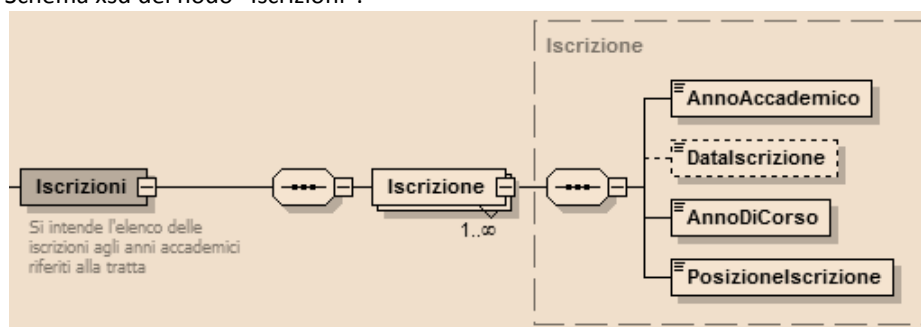 Schema xsd del nodo "Iscrizioni":
Iscrizione
AnnoAccademico
DataIscrizione
Iscrizioni
Iscrizione
AnnoDiCorso
1..∞
Si intende l'elenco delle
iscrizioni agli anni accademici
riferiti alla tratta
PosizioneIscrizione